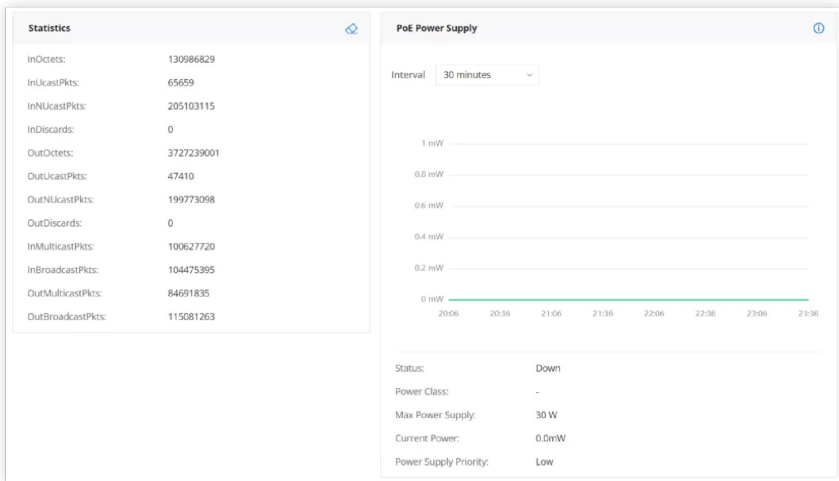 Statistics
InOctets: 130986829
InUcastPkts: 65659
InNUcastPkts: 205103115
InDiscards: 0
OutOctets: 3727239001
OutUcastPkts: 47410
OutNUcastPkts: 199773098
OutDiscards: 0
InMulticastPkts: 100627720
InBroadcastPkts: 104475395
OutMulticastPkts: 84691835
OutBroadcastPkts: 115081263
PoE Power Supply
Interval 30 minutes
1 mW
0.8 mW
0.6 mW
0.4 mW
0.2 mW
0 mW
20:06 20:36 21:06 21:36 22:06 22:36 23:06 23:36
Status: Down
Power Class: -
Max Power Supply: 30 W
Current Power: 0.0mW
Power Supply Priority: Low